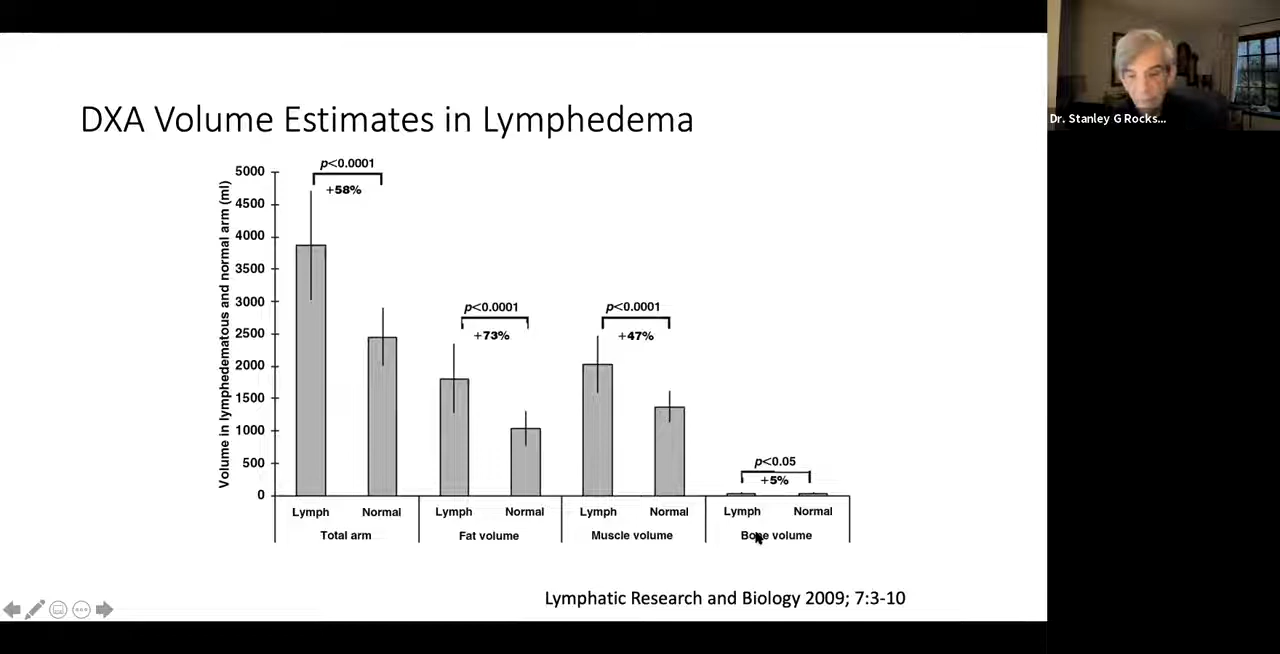 DXA Volume Estimates in Lymphedema
Dr. Stanley G Rocks...
Volume in lymphedematous and normal arm (ml)
5000
4500
4000
3500
3000
2500
2000
1500
1000
500
0
p<0.0001
+58%
p<0.0001
+73%
p<0.0001
+47%
p<0.05
+5%
Lymph Normal Lymph Normal Lymph Normal Lymph Normal
Total arm Fat volume Muscle volume Bone volume
Lymphatic Research and Biology 2009; 7:3-10